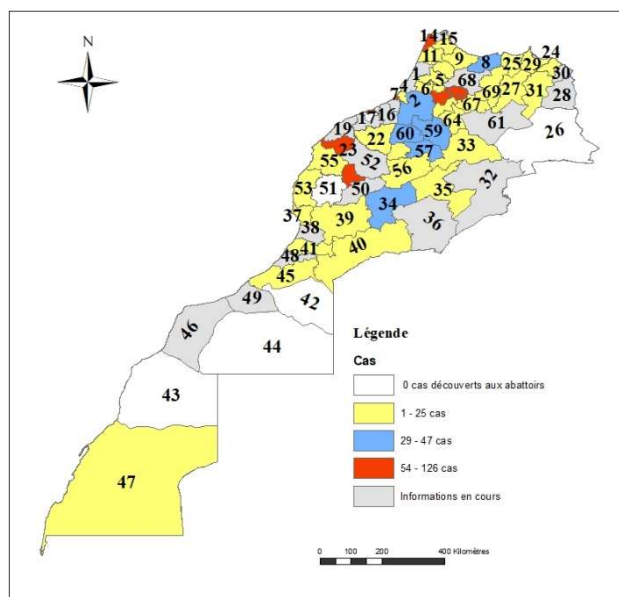 N
14 15
11 9 8 25 29 24
1 68 30
7 4 6 5 69 27 31 28
2 67
19 17 16 64 61 26
23 22 60 59
55 52 57 33
53 51 50 56 35 32
37 34
38 39 36
48 41 40
45
49 42
46
44
43
47
Légende
Cas
0 cas découverts aux abattoirs
1 - 25 cas
29 - 47 cas
54 - 126 cas
Informations en cours
0 100 200 400 Kilomètres